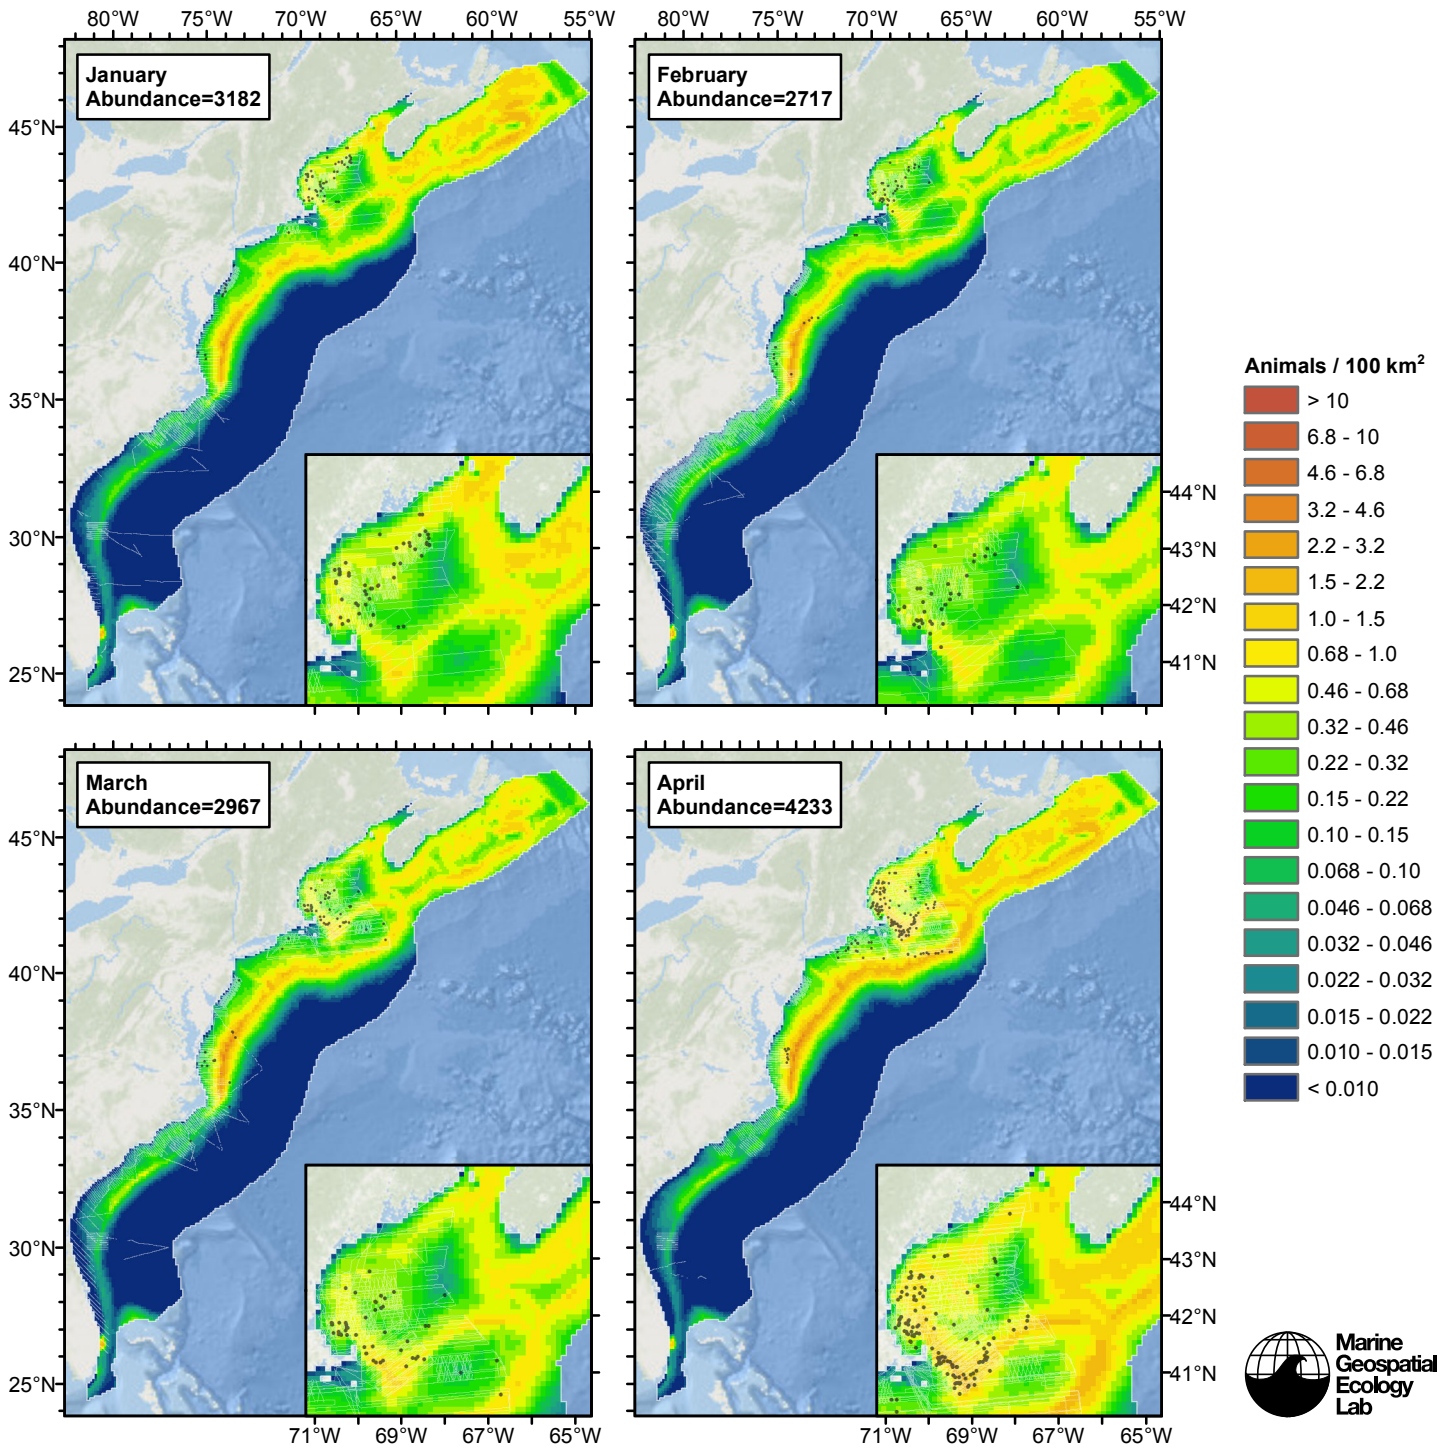 80°W 75°W 70°W 65°W 60°W 55°W 80°W 75°W 70°W 65°W 60°W 55°W
January
Abundance=3182
February
Abundance=2717
45°N
40°N
35°N
30°N
25°N
44°N
43°N
42°N
41°N
March
Abundance=2967
April
Abundance=4233
45°N
40°N
35°N
30°N
25°N
44°N
43°N
42°N
41°N
71°W 69°W 67°W 65°W 71°W 69°W 67°W 65°W
Animals / 100 km²
> 10
6.8 - 10
4.6 - 6.8
3.2 - 4.6
2.2 - 3.2
1.5 - 2.2
1.0 - 1.5
0.68 - 1.0
0.46 - 0.68
0.32 - 0.46
0.22 - 0.32
0.15 - 0.22
0.10 - 0.15
0.068 - 0.10
0.046 - 0.068
0.032 - 0.046
0.022 - 0.032
0.015 - 0.022
0.010 - 0.015
< 0.010
Marine
Geospatial
Ecology
Lab